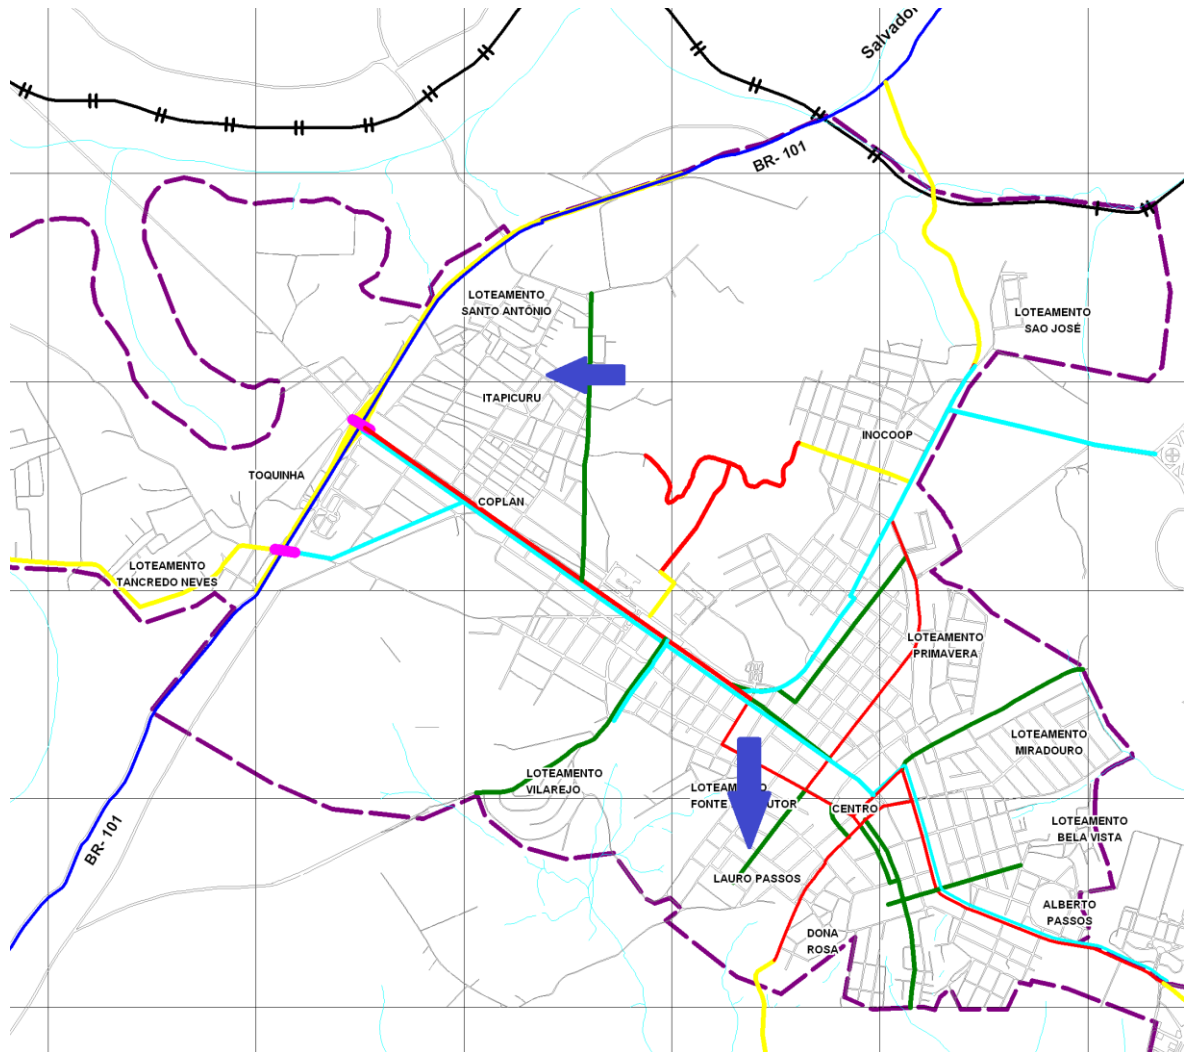 Salvador
BR- 101
LOTEAMENTO
SANTO ANTÔNIO
LOTEAMENTO
SAO JOSÉ
ITAPICURU
INOCOOP
TOQUINHA
COPLAN
LOTEAMENTO
TANCREDO NEVES
LOTEAMENTO
PRIMAVERA
LOTEAMENTO
MIRADOURO
LOTEAMENTO
VILAREJO
FONTE
CENTRO
LOTEAMENTO
BELA VISTA
BR- 101
LAURO PASSOS
ALBERTO
PASSOS
DONA
ROSA